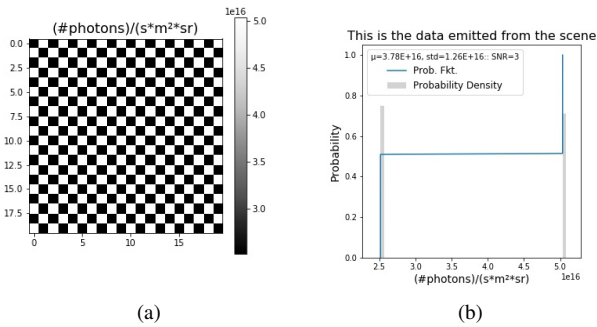 (#photons)/(s*m²*sr)
1e16
5.0
4.5
4.0
3.5
3.0
0.0
2.5
5.0
7.5
10.0
12.5
15.0
17.5
0
5
10
15
(a)
This is the data emitted from the scene
μ=3.78E+16, std=1.26E+16:: SNR=3
Prob. Fkt.
Probability Density
Probability
1.0
0.8
0.6
0.4
0.2
0.0
2.5
3.0
3.5
4.0
4.5
5.0
1e16
(#photons)/(s*m²*sr)
(b)